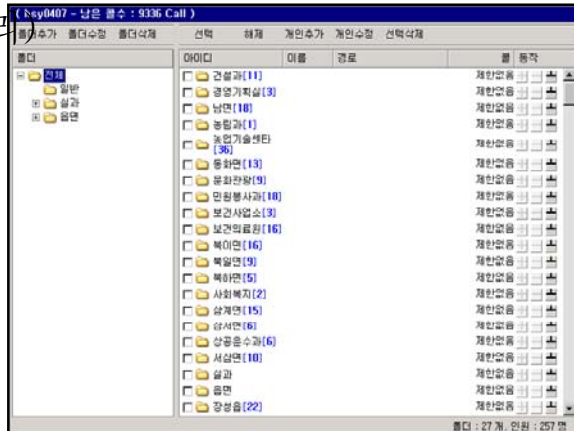 ( hsy0407 - 남은 콜수 : 9336 Call )
폴더추가 폴더수정 폴더삭제 선택 해제 개인추가 개인수정 선택삭제
폴더 아이디 이름 경로 콜 동작
전체
일반
실과
읍면
건설과[11] 제한없음
경영기획실[3] 제한없음
남면[18] 제한없음
농림과[1] 제한없음
농업기술센타
[36] 제한없음
동화면[13] 제한없음
문화관광[9] 제한없음
민원봉사과[18] 제한없음
보건사업소[3] 제한없음
보건의료원[16] 제한없음
북이면[16] 제한없음
북일면[9] 제한없음
북하면[5] 제한없음
사회복지[2] 제한없음
삼계면[15] 제한없음
삼서면[6] 제한없음
상공운수과[6] 제한없음
서삼면[10] 제한없음
실과 제한없음
읍면 제한없음
장성읍[22] 제한없음
폴더 : 27 개, 인원 : 257 명